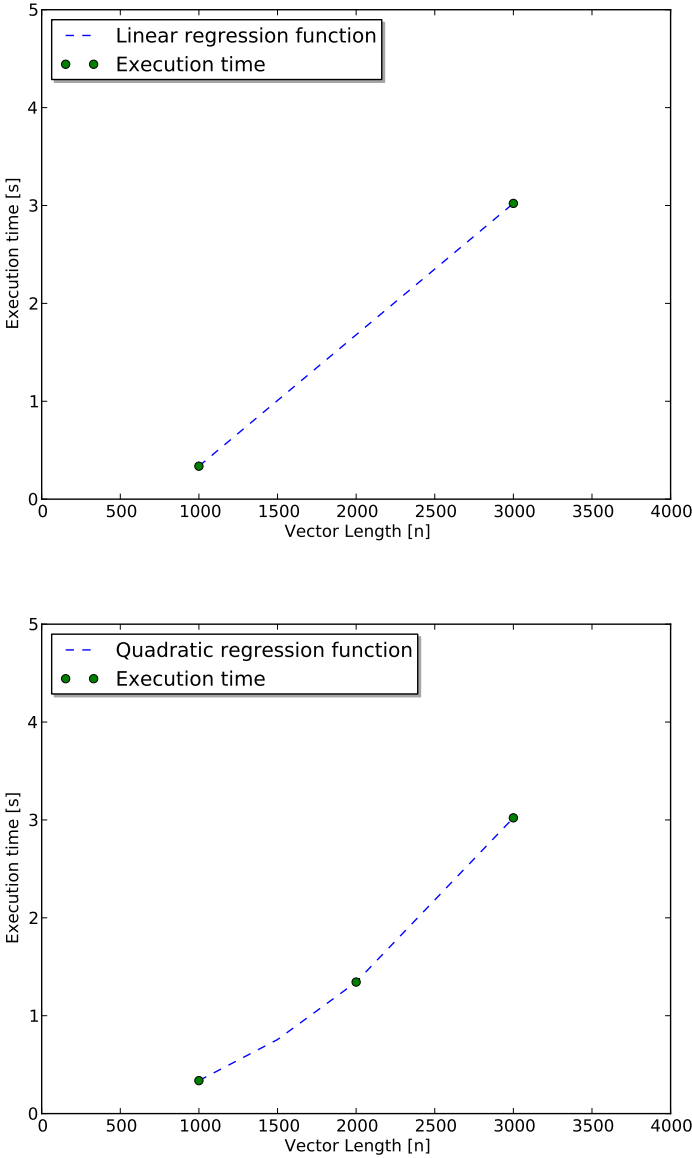 5
Linear regression function
Execution time
4
3
Execution time [s]
2
1
0
0 500 1000 1500 2000 2500 3000 3500 4000
Vector Length [n]
5
Quadratic regression function
Execution time
4
3
Execution time [s]
2
1
0
0 500 1000 1500 2000 2500 3000 3500 4000
Vector Length [n]